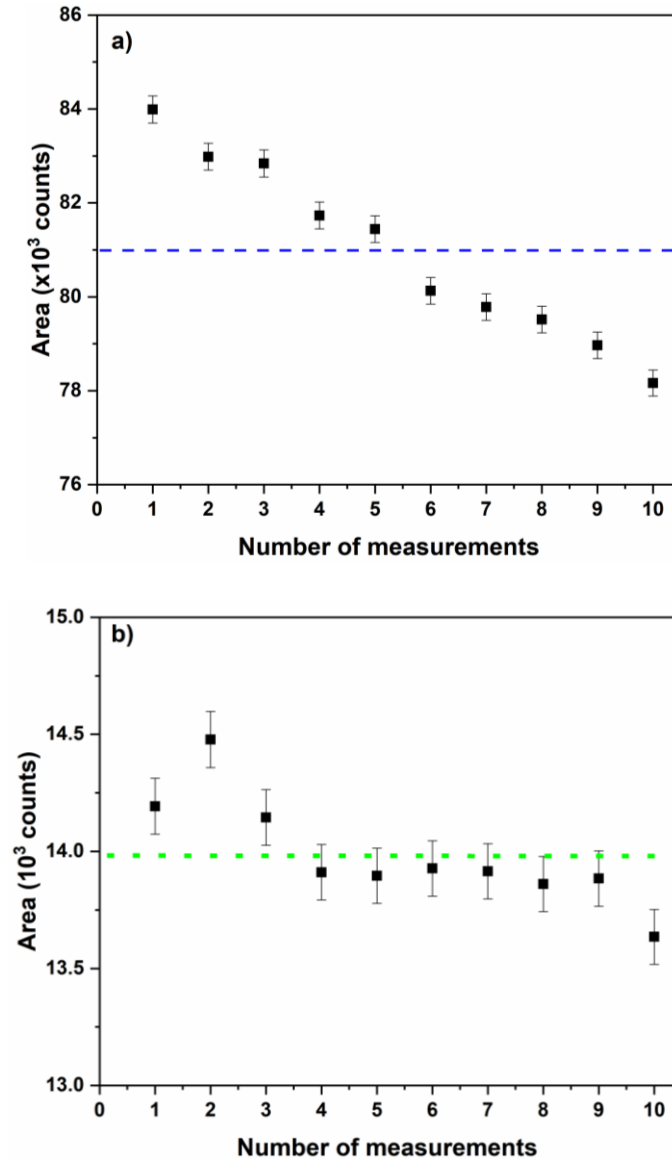 a)
86
84
82
80
78
76
Area (x10³ counts)
0 1 2 3 4 5 6 7 8 9 10
Number of measurements
b)
15.0
14.5
14.0
13.5
13.0
Area (10³ counts)
0 1 2 3 4 5 6 7 8 9 10
Number of measurements